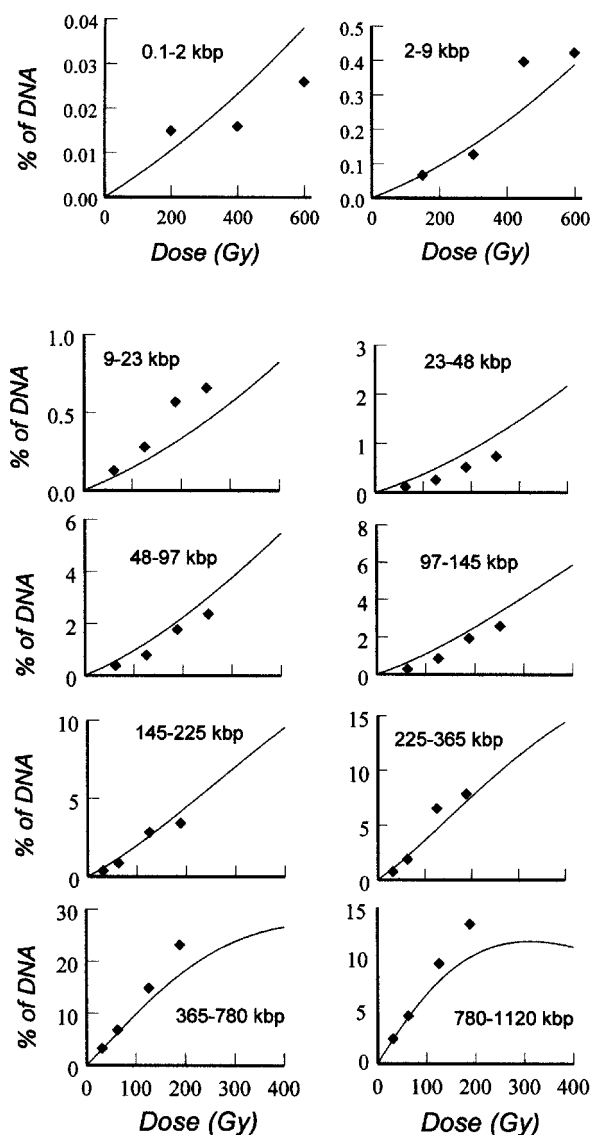 0.1-2 kbp
0.04
0.03
0.02
0.01
0.00
% of DNA
0 200 400 600
Dose (Gy)
2-9 kbp
0.5
0.4
0.3
0.2
0.1
0.0
0 200 400 600
Dose (Gy)
9-23 kbp
1.0
0.5
0.0
% of DNA
23-48 kbp
3
2
1
0
48-97 kbp
6
4
2
0
% of DNA
97-145 kbp
8
6
4
2
0
145-225 kbp
10
5
0
% of DNA
225-365 kbp
15
10
5
0
365-780 kbp
30
20
10
0
% of DNA
0 100 200 300 400
Dose (Gy)
780-1120 kbp
15
10
5
0
0 100 200 300 400
Dose (Gy)